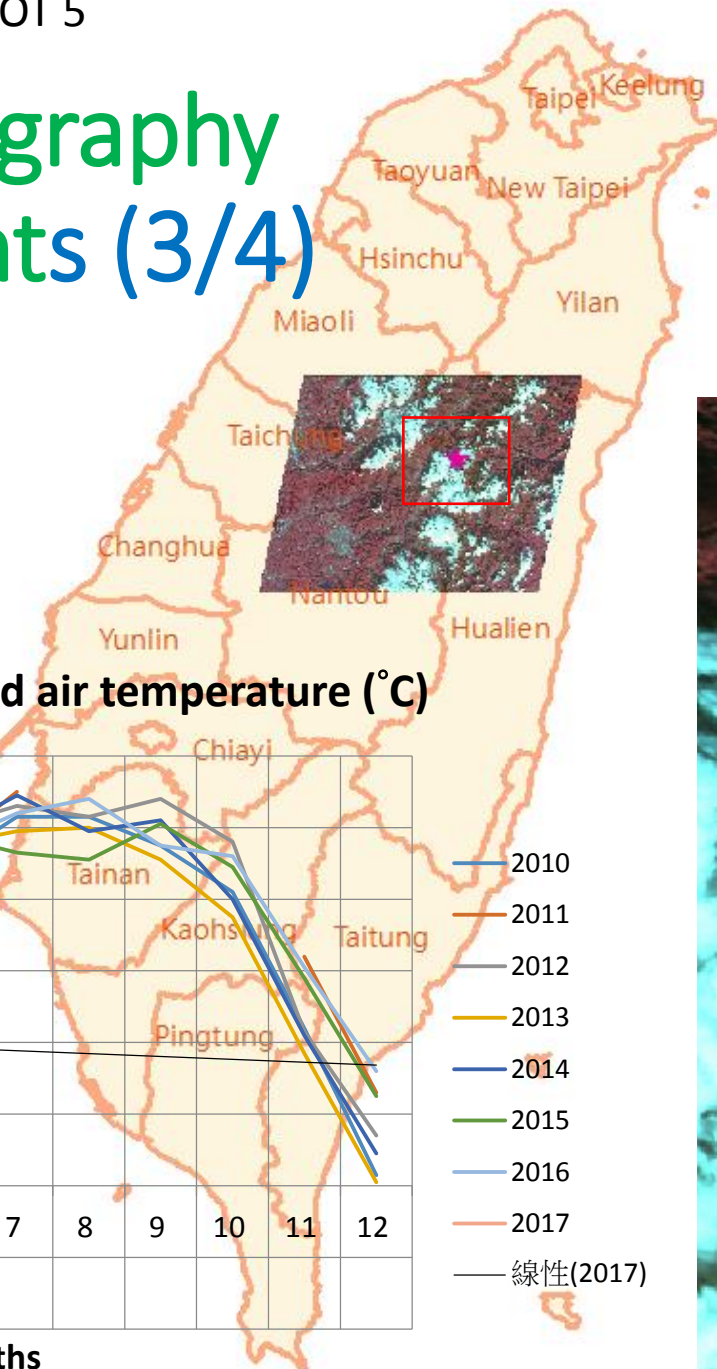 OT 5
graphy
nts (3/4)
Taipei
Keelung
Taoyuan
New Taipei
Hsinchu
Yilan
Miaoli
Taichung
Changhua
Nantou
Yunlin
Hualien
d air temperature (°C)
Chiayi
Tainan
Kaohsiung
Taitung
Pingtung
2010
2011
2012
2013
2014
2015
2016
2017
線性(2017)
7 8 9 10 11 12
ths